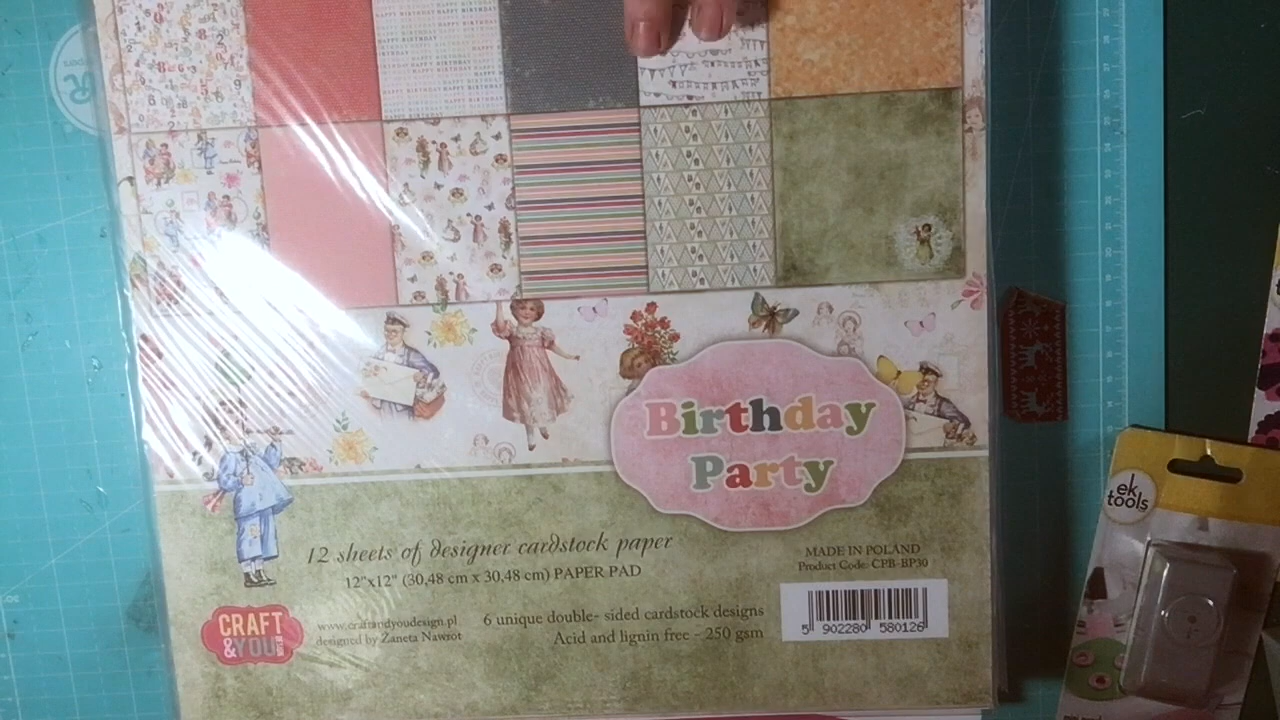 Birthday
Party
12 sheets of designer cardstock paper
12"x12" (30,48 cm x 30,48 cm) PAPER PAD
MADE IN POLAND
Product Code: CPB-BP30
CRAFT
&YOU
www.craftandyoudesign.pl
designed by Żaneta Nawrot
6 unique double- sided cardstock designs
Acid and lignin free - 250 gsm
5 902280 580126
ek
tools